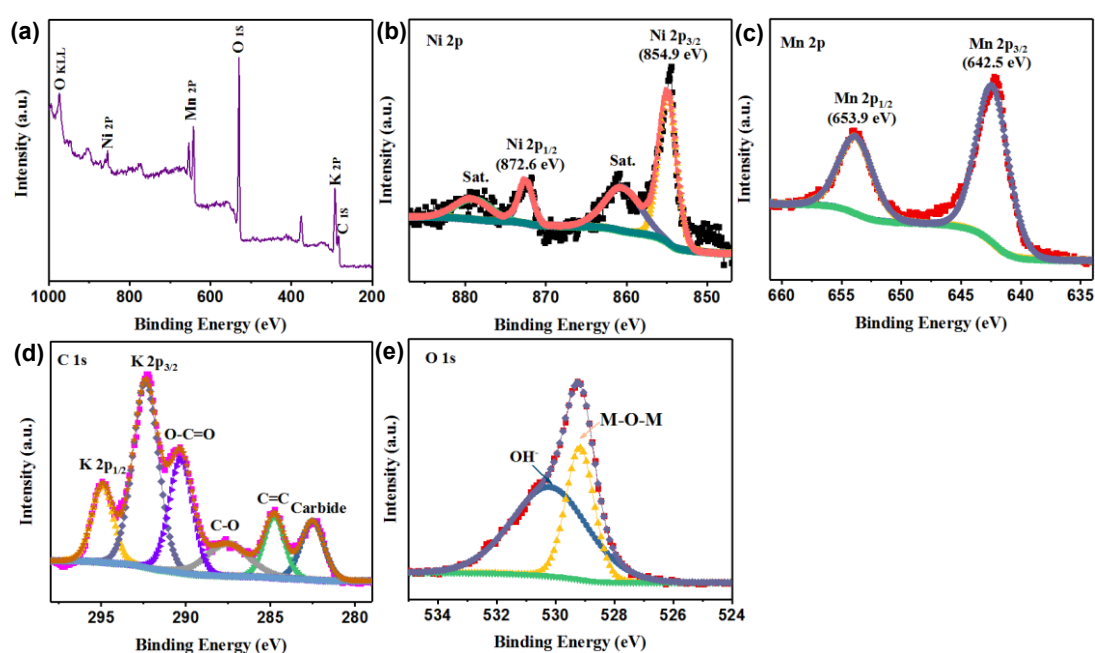 (a)
O KLL
Ni 2P
Mn 2P
O 1S
K 2P
C 1S
Intensity (a.u.)
1000 800 600 400 200
Binding Energy (eV)
(b)
Ni 2p
Ni 2p3/2
(854.9 eV)
Ni 2p1/2
(872.6 eV)
Sat.
Sat.
Intensity (a.u.)
880 870 860 850
Binding Energy (eV)
(c)
Mn 2p
Mn 2p3/2
(642.5 eV)
Mn 2p1/2
(653.9 eV)
Intensity (a.u.)
660 655 650 645 640 635
Binding Energy (eV)
(d)
C 1s
K 2p3/2
O-C=O
K 2p1/2
C-O
C=C
Carbide
Intensity (a.u.)
295 290 285 280
Binding Energy (eV)
(e)
O 1s
M-O-M
OH-
Intensity (a.u.)
534 532 530 528 526 524
Binding Energy (eV)